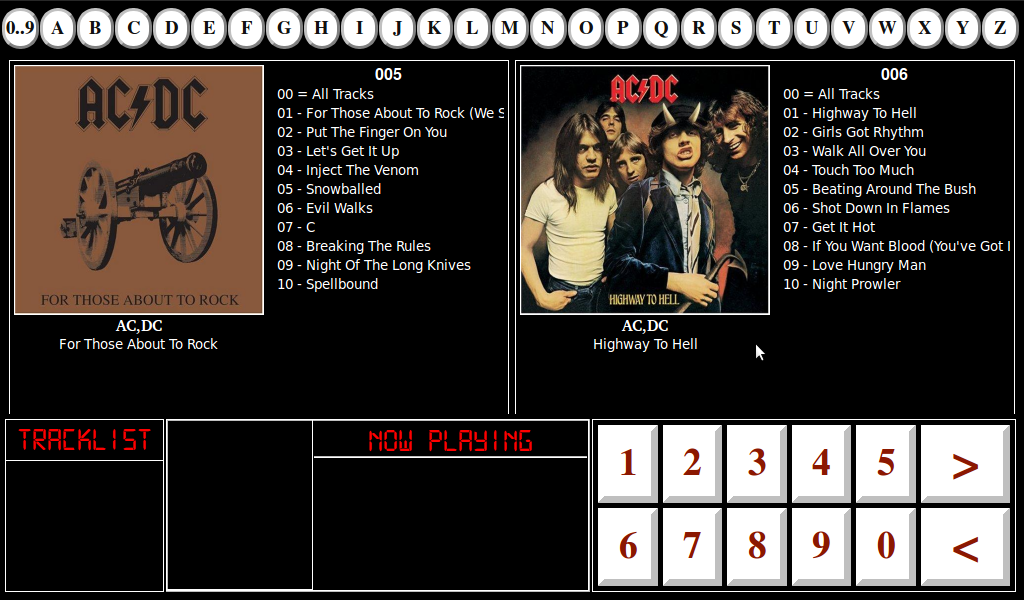 0..9 A B C D E F G H I J K L M N O P Q R S T U V W X Y Z
AC/DC
FOR THOSE ABOUT TO ROCK
AC,DC
For Those About To Rock
005
00 = All Tracks
01 - For Those About To Rock (We S
02 - Put The Finger On You
03 - Let's Get It Up
04 - Inject The Venom
05 - Snowballed
06 - Evil Walks
07 - C
08 - Breaking The Rules
09 - Night Of The Long Knives
10 - Spellbound
AC/DC
HIGHWAY TO HELL
AC,DC
Highway To Hell
006
00 = All Tracks
01 - Highway To Hell
02 - Girls Got Rhythm
03 - Walk All Over You
04 - Touch Too Much
05 - Beating Around The Bush
06 - Shot Down In Flames
07 - Get It Hot
08 - If You Want Blood (You've Got I
09 - Love Hungry Man
10 - Night Prowler
TRACKLIST
NOW PLAYING
1 2 3 4 5 >
6 7 8 9 0 <